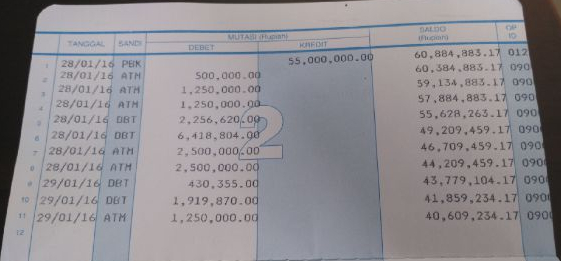 TANGGAL SANDI MUTASI (Rupiah) SALDO (Rupiah) OP ID
DEBET KREDIT
1 28/01/16 PBK 55,000,000.00 60,884,883.17 012
2 28/01/16 ATM 500,000.00 60,384,883.17 090
3 28/01/16 ATM 1,250,000.00 59,134,883.17 090
4 28/01/16 ATM 1,250,000.00 57,884,883.17 090
5 28/01/16 DBT 2,256,620.00 55,628,263.17 090
6 28/01/16 DBT 6,418,804.00 49,209,459.17 090
7 28/01/16 ATM 2,500,000.00 46,709,459.17 090
8 28/01/16 ATM 2,500,000.00 44,209,459.17 090
9 29/01/16 DBT 430,355.00 43,779,104.17 090
10 29/01/16 DBT 1,919,870.00 41,859,234.17 090
11 29/01/16 ATM 1,250,000.00 40,609,234.17 090
12
2